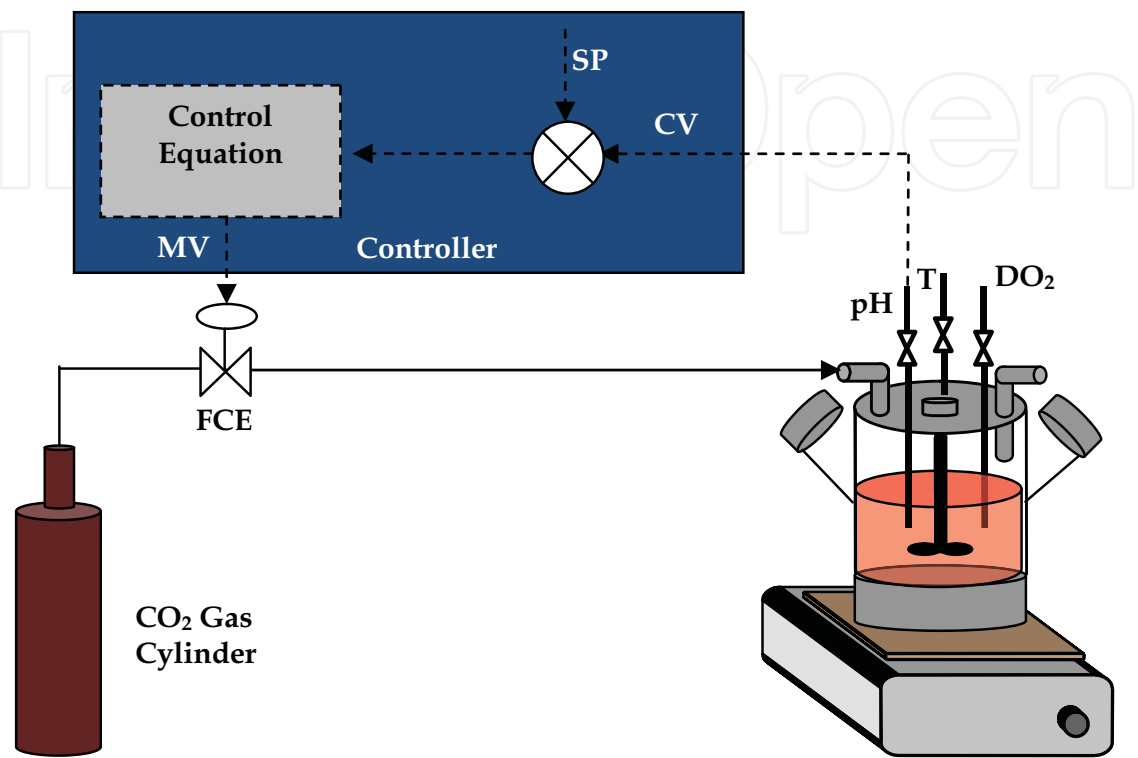 SP
Control
Equation
CV
MV
Controller
T
DO₂
pH
FCE
CO₂ Gas
Cylinder